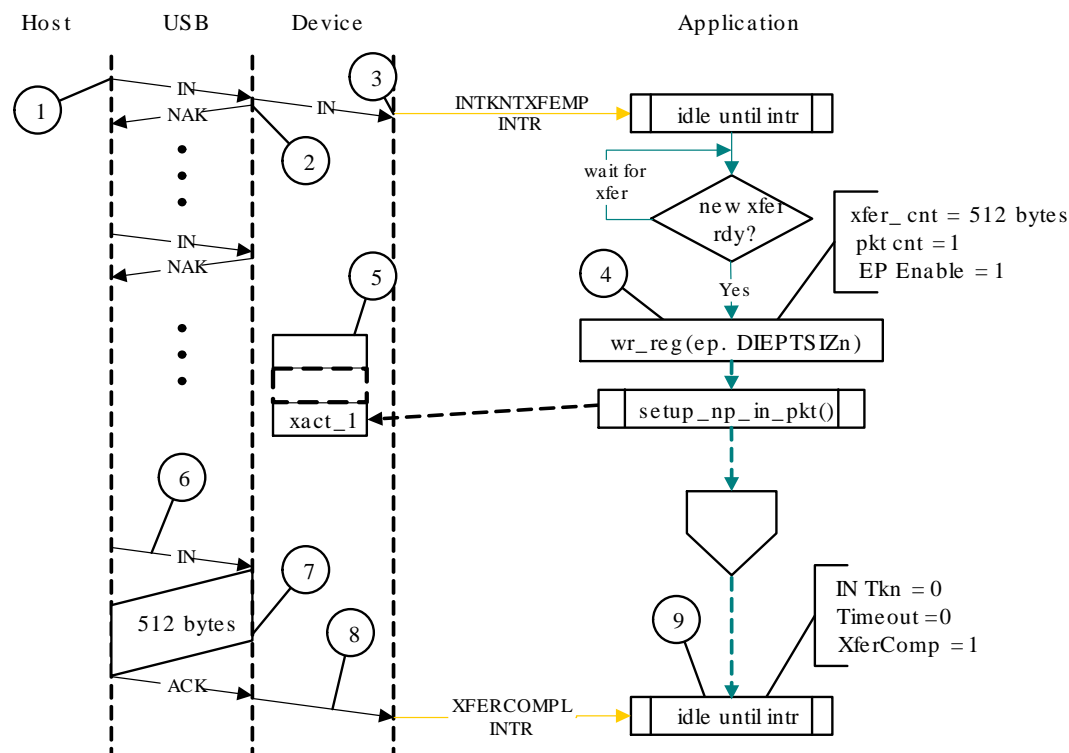 Host USB Device Application
1
IN
NAK
2
IN
3
INTKNTXFEMP
INTR
idle until intr
wait for
xfer
new xfer
rdy?
xfer_ cnt = 512 bytes
pkt cnt = 1
EP Enable = 1
IN
NAK
Yes
4
5
wr_reg(ep. DIEPTSIZn)
xact_1
setup_np_in_pkt()
6
IN
7
512 bytes
8
ACK
XFERCOMPL
INTR
9
IN Tkn = 0
Timeout =0
XferComp = 1
idle until intr